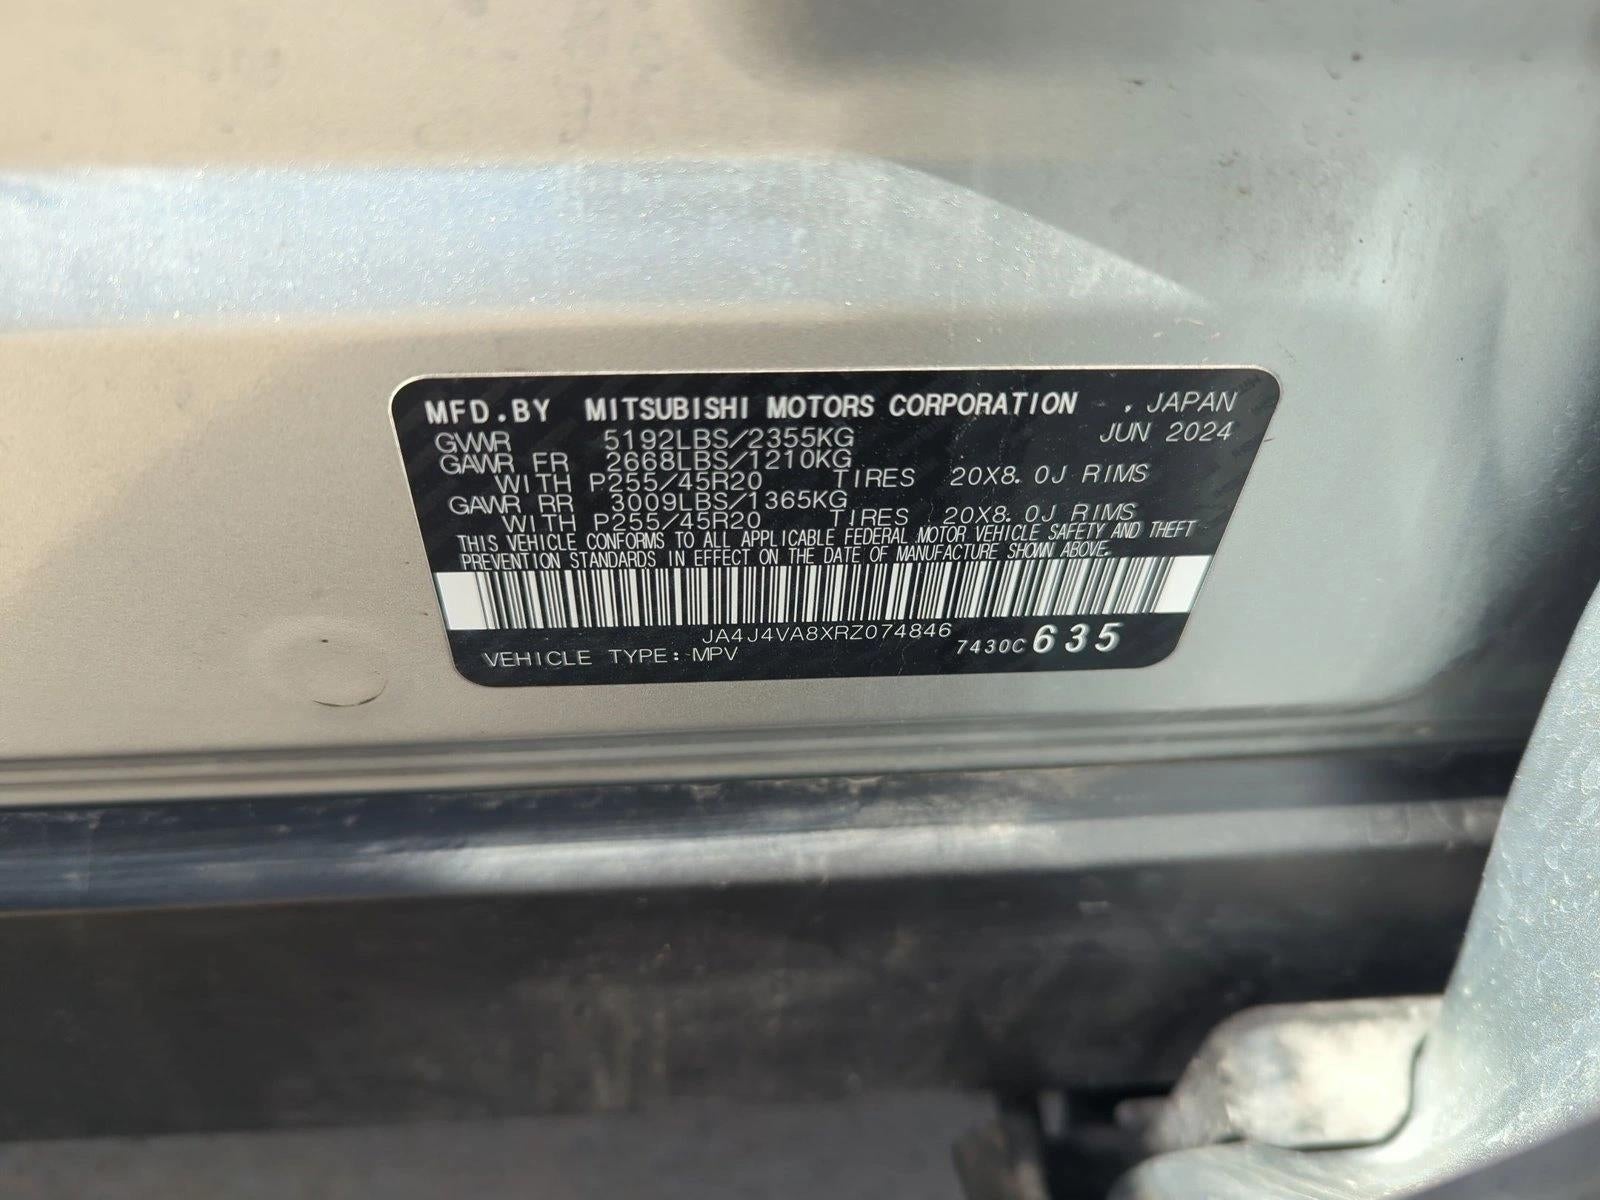 MFD.BY MITSUBISHI MOTORS CORPORATION , JAPAN
GVWR 5192LBS/2355KG JUN 2024
GAWR FR 2668LBS/1210KG
WITH P255/45R20 TIRES 20X8.0J RIMS
GAWR RR 3009LBS/1365KG
WITH P255/45R20 TIRES 20X8.0J RIMS
THIS VEHICLE CONFORMS TO ALL APPLICABLE FEDERAL MOTOR VEHICLE SAFETY AND THEFT
PREVENTION STANDARDS IN EFFECT ON THE DATE OF MANUFACTURE SHOWN ABOVE.
JA4J4VA8XRZ074846
VEHICLE TYPE: MPV 7430C 635